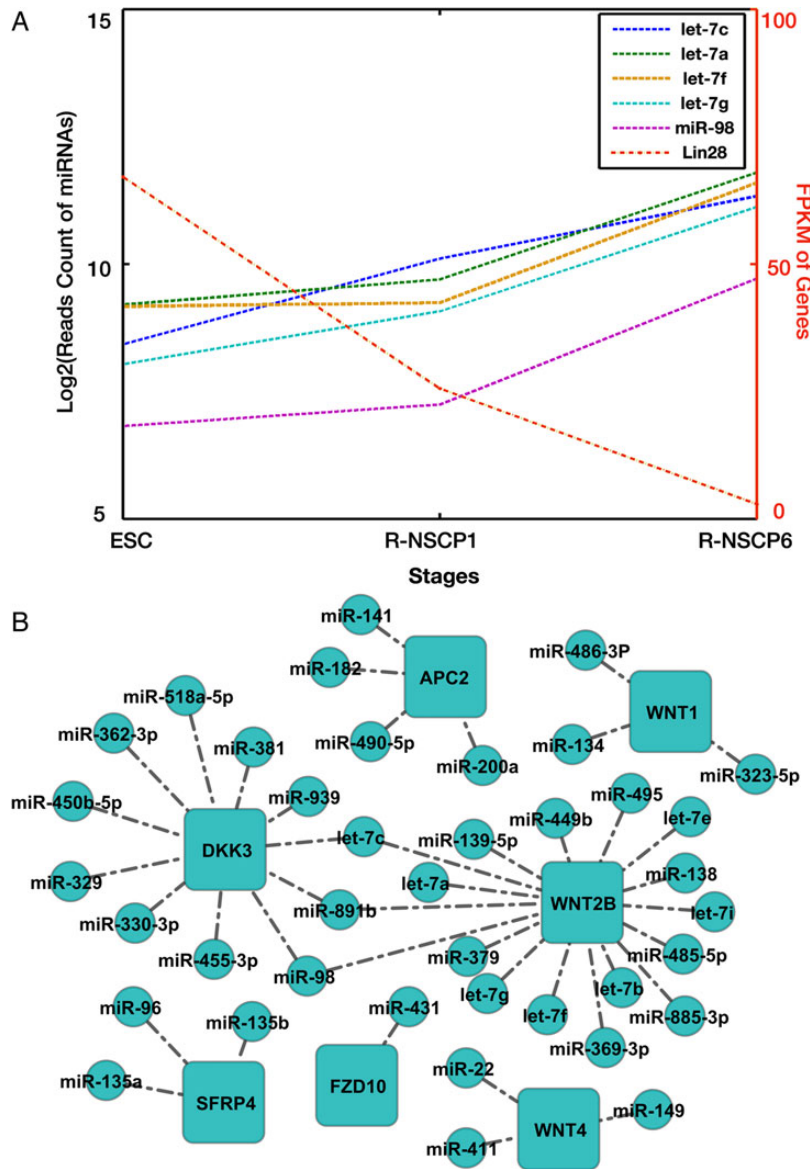 A
15
10
5
Log2(Reads Count of miRNAs)
100
50
0
FPKM of Genes
let-7c
let-7a
let-7f
let-7g
miR-98
Lin28
ESC
R-NSCP1
R-NSCP6
Stages
B
miR-141
miR-182
APC2
miR-490-5p
miR-200a
miR-486-3P
WNT1
miR-134
miR-323-5p
miR-518a-5p
miR-362-3p
miR-381
miR-450b-5p
miR-939
DKK3
let-7c
miR-329
miR-891b
miR-330-3p
miR-455-3p
miR-98
miR-139-5p
miR-449b
miR-495
let-7e
let-7a
miR-138
WNT2B
let-7i
miR-379
miR-485-5p
let-7g
let-7b
let-7f
miR-885-3p
miR-369-3p
miR-96
miR-135b
miR-135a
SFRP4
miR-431
FZD10
miR-22
miR-149
WNT4
miR-411